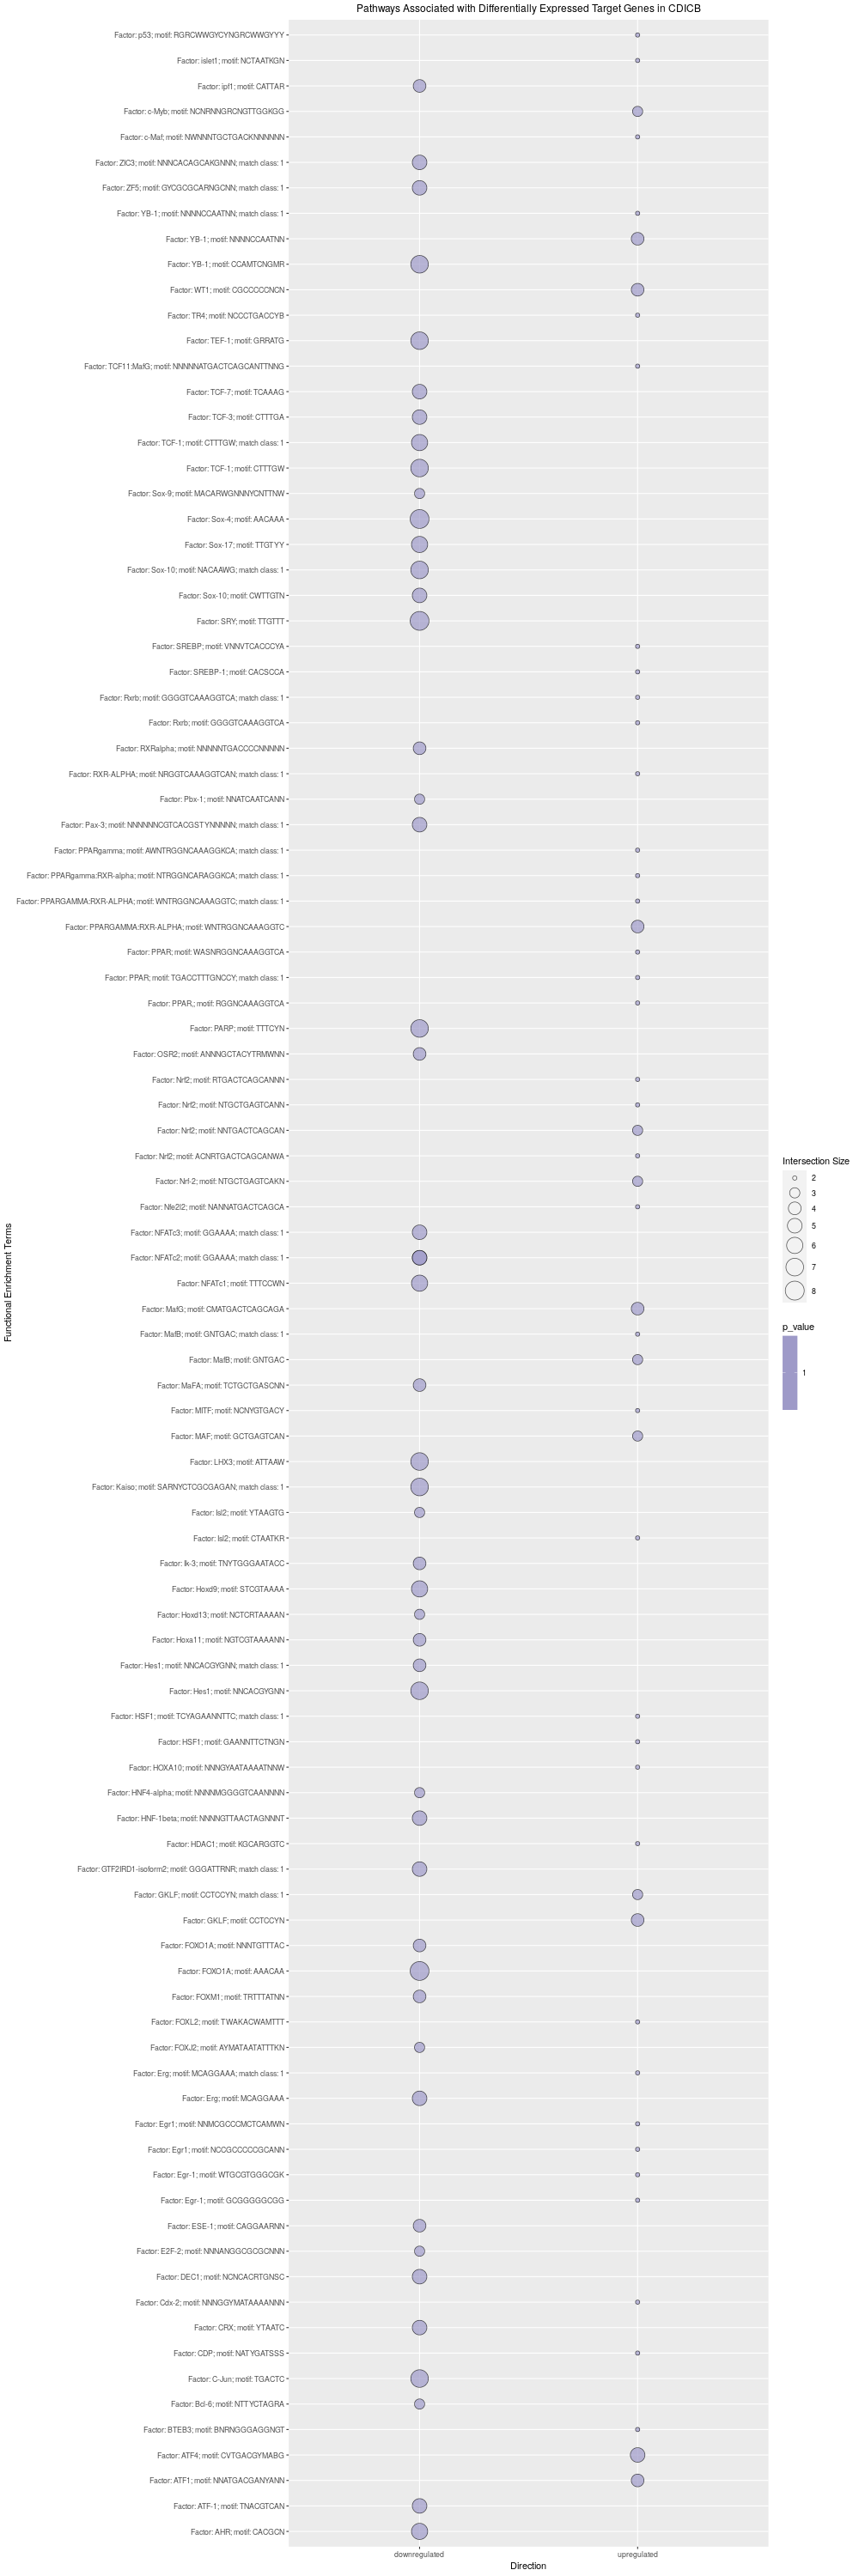 Pathways Associated with Differentially Expressed Target Genes in CDICB
Factor: p53; motif: RGRCWWGYCYNGRCWWGYYY
Factor: islet1; motif: NCTAATKGN
Factor: ipf1; motif: CATTAR
Factor: c-Myb; motif: NCNRNNGRCNGTTGGKGG
Factor: c-Maf; motif: NWNNNTGCTGACKNNNNNN
Factor: ZIC3; motif: NNNCACAGCAKGNNN; match class: 1
Factor: ZF5; motif: GYCGCGCARNGCNN; match class: 1
Factor: YB-1; motif: NNNNCCAATNN; match class: 1
Factor: YB-1; motif: NNNNCCAATNN
Factor: YB-1; motif: CCAMTCNGMR
Factor: WT1; motif: CGCCCCCNCN
Factor: TR4; motif: NCCCTGACCYB
Factor: TEF-1; motif: GRRATG
Factor: TCF11:MafG; motif: NNNNNATGACTCAGCANTTNNG
Factor: TCF-7; motif: TCAAAG
Factor: TCF-3; motif: CTTTGA
Factor: TCF-1; motif: CTTTGW; match class: 1
Factor: TCF-1; motif: CTTTGW
Factor: Sox-9; motif: MACARWGNNNYCNTTNW
Factor: Sox-4; motif: AACAAA
Factor: Sox-17; motif: TTGTYY
Factor: Sox-10; motif: NACAAWG; match class: 1
Factor: Sox-10; motif: CWTTGTN
Factor: SRY; motif: TTGTTT
Factor: SREBP; motif: VNNVTCACCCYA
Factor: SREBP-1; motif: CACSCCA
Factor: Rxrb; motif: GGGGTCAAAGGTCA; match class: 1
Factor: Rxrb; motif: GGGGTCAAAGGTCA
Factor: RXRalpha; motif: NNNNNTGACCCCNNNNN
Factor: RXR-ALPHA; motif: NRGGTCAAAGGTCAN; match class: 1
Factor: Pbx-1; motif: NNATCAATCANN
Factor: Pax-3; motif: NNNNNNCGTCACGSTYNNNNN; match class: 1
Factor: PPARgamma; motif: AWNTRGGNCAAAGGKCA; match class: 1
Factor: PPARgamma:RXR-alpha; motif: NTRGGNCARAGGKCA; match class: 1
Factor: PPARGAMMA:RXR-ALPHA; motif: WNTRGGNCAAAGGTC; match class: 1
Factor: PPARGAMMA:RXR-ALPHA; motif: WNTRGGNCAAAGGTC
Factor: PPAR; motif: WASNRGGNCAAAGGTCA
Factor: PPAR; motif: TGACCTTTGNCCY; match class: 1
Factor: PPAR,; motif: RGGNCAAAGGTCA
Factor: PARP; motif: TTTCYN
Factor: OSR2; motif: ANNNGCTACYTRMWNN
Factor: Nrf2; motif: RTGACTCAGCANNN
Factor: Nrf2; motif: NTGCTGAGTCANN
Factor: Nrf2; motif: NNTGACTCAGCAN
Factor: Nrf2; motif: ACNRTGACTCAGCANWA
Factor: Nrf-2; motif: NTGCTGAGTCAKN
Factor: Nfe2l2; motif: NANNATGACTCAGCA
Factor: NFATc3; motif: GGAAAA; match class: 1
Factor: NFATc2; motif: GGAAAA; match class: 1
Factor: NFATc1; motif: TTTCCWN
Factor: MafG; motif: CMATGACTCAGCAGA
Factor: MafB; motif: GNTGAC; match class: 1
Factor: MafB; motif: GNTGAC
Factor: MaFA; motif: TCTGCTGASCNN
Factor: MITF; motif: NCNYGTGACY
Factor: MAF; motif: GCTGAGTCAN
Factor: LHX3; motif: ATTAAW
Factor: Kaiso; motif: SARNYCTCGCGAGAN; match class: 1
Factor: Isl2; motif: YTAAGTG
Factor: Isl2; motif: CTAATKR
Factor: Ik-3; motif: TNYTGGGAATACC
Factor: Hoxd9; motif: STCGTAAAA
Factor: Hoxd13; motif: NCTCRTAAAAN
Factor: Hoxa11; motif: NGTCGTAAAANN
Factor: Hes1; motif: NNCACGYGNN; match class: 1
Factor: Hes1; motif: NNCACGYGNN
Factor: HSF1; motif: TCYAGAANNTTC; match class: 1
Factor: HSF1; motif: GAANNTTCTNGN
Factor: HOXA10; motif: NNNGYAATAAAATNNW
Factor: HNF4-alpha; motif: NNNNMGGGGTCAANNNN
Factor: HNF-1beta; motif: NNNNGTTAACTAGNNNT
Factor: HDAC1; motif: KGCARGGTC
Factor: GTF2IRD1-isoform2; motif: GGGATTRNR; match class: 1
Factor: GKLF; motif: CCTCCYN; match class: 1
Factor: GKLF; motif: CCTCCYN
Factor: FOXO1A; motif: NNNTGTTTAC
Factor: FOXO1A; motif: AAACAA
Factor: FOXM1; motif: TRTTTATNN
Factor: FOXL2; motif: TWAKACWAMTTT
Factor: FOXJ2; motif: AYMATAATATTTKN
Factor: Erg; motif: MCAGGAAA; match class: 1
Factor: Erg; motif: MCAGGAAA
Factor: Egr1; motif: NNMCGCCCMCTCAMWN
Factor: Egr1; motif: NCCGCCCCCGCANN
Factor: Egr-1; motif: WTGCGTGGGCGK
Factor: Egr-1; motif: GCGGGGGCGG
Factor: ESE-1; motif: CAGGAARNN
Factor: E2F-2; motif: NNNANGGCGCGCNNN
Factor: DEC1; motif: NCNCACRTGNSC
Factor: Cdx-2; motif: NNNGGYMATAAAANNN
Factor: CRX; motif: YTAATC
Factor: CDP; motif: NATYGATSSS
Factor: C-Jun; motif: TGACTC
Factor: Bcl-6; motif: NTTYCTAGRA
Factor: BTEB3; motif: BNRNGGGAGGNGT
Factor: ATF4; motif: CVTGACGYMABG
Factor: ATF1; motif: NNATGACGANYANN
Factor: ATF-1; motif: TNACGTCAN
Factor: AHR; motif: CACGCN
downregulated
upregulated
Direction
Functional Enrichment Terms
Intersection Size
2
3
4
5
6
7
8
p_value
1